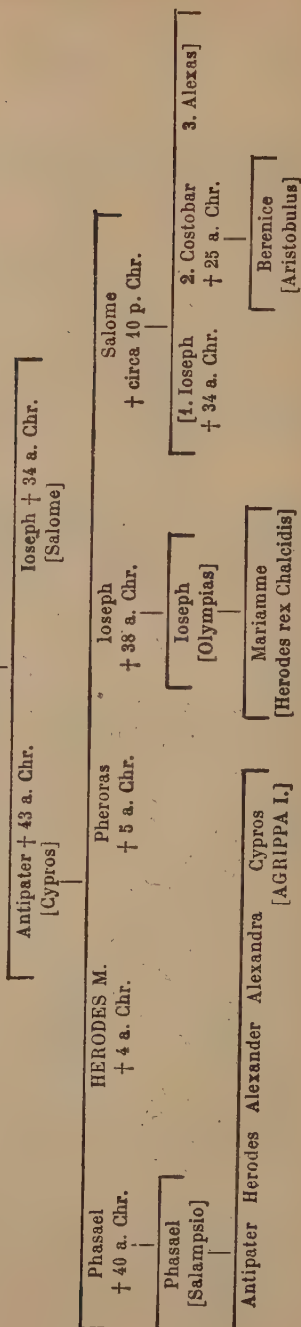 Antipater † 43 a. Chr. Ioseph † 34 a. Chr.
[Cypros] [Salome]
Phasael HERODES M. Pheroras Ioseph Salome
† 40 a. Chr. † 4 a. Chr. † 5 a. Chr. † 38 a. Chr. † circa 10 p. Chr.
Phasael Ioseph [1. Ioseph 2. Costobar 3. Alexas]
[Salampsio] [Olympias] † 34 a. Chr. † 25 a. Chr.
Antipater Herodes Alexander Alexandra Cypros Mariamme Berenice
[AGRIPPA I.] [Herodes rex Chalcidis] [Aristobulus]